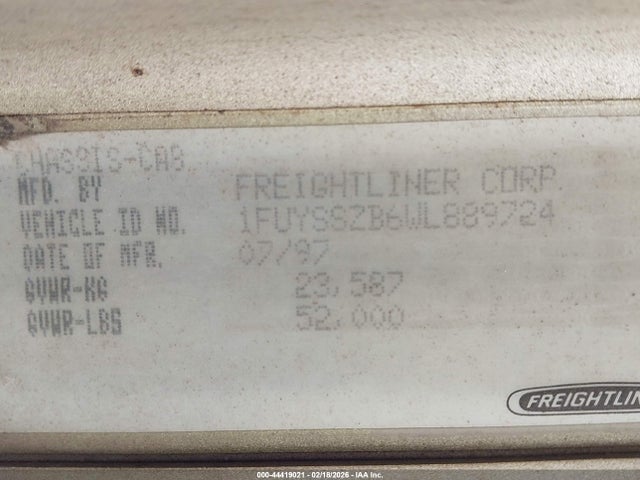 CHASSIS-CAB
MFD. BY FREIGHTLINER CORP
VEHICLE ID NO. 1FUYSSZB6WL889724
DATE OF MFR. 07/97
GVWR-KG 23,587
GVWR-LBS 52,000
FREIGHTLIN
000-44419021 - 02/18/2026 - IAA Inc.